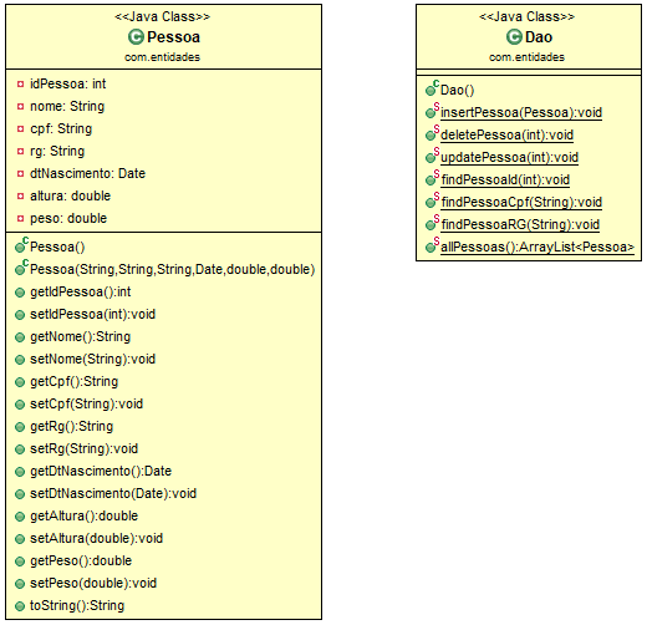 <<Java Class>>
Pessoa
com.entidades
idPessoa: int
nome: String
cpf: String
rg: String
dtNascimento: Date
altura: double
peso: double
Pessoa()
Pessoa(String,String,String,Date,double,double)
getIdPessoa():int
setIdPessoa(int):void
getNome():String
setNome(String):void
getCpf():String
setCpf(String):void
getRg():String
setRg(String):void
getDtNascimento():Date
setDtNascimento(Date):void
getAltura():double
setAltura(double):void
getPeso():double
setPeso(double):void
toString():String
<<Java Class>>
Dao
com.entidades
Dao()
insertPessoa(Pessoa):void
deletePessoa(int):void
updatePessoa(int):void
findPessoaId(int):void
findPessoaCpf(String):void
findPessoaRG(String):void
allPessoas():ArrayList<Pessoa>